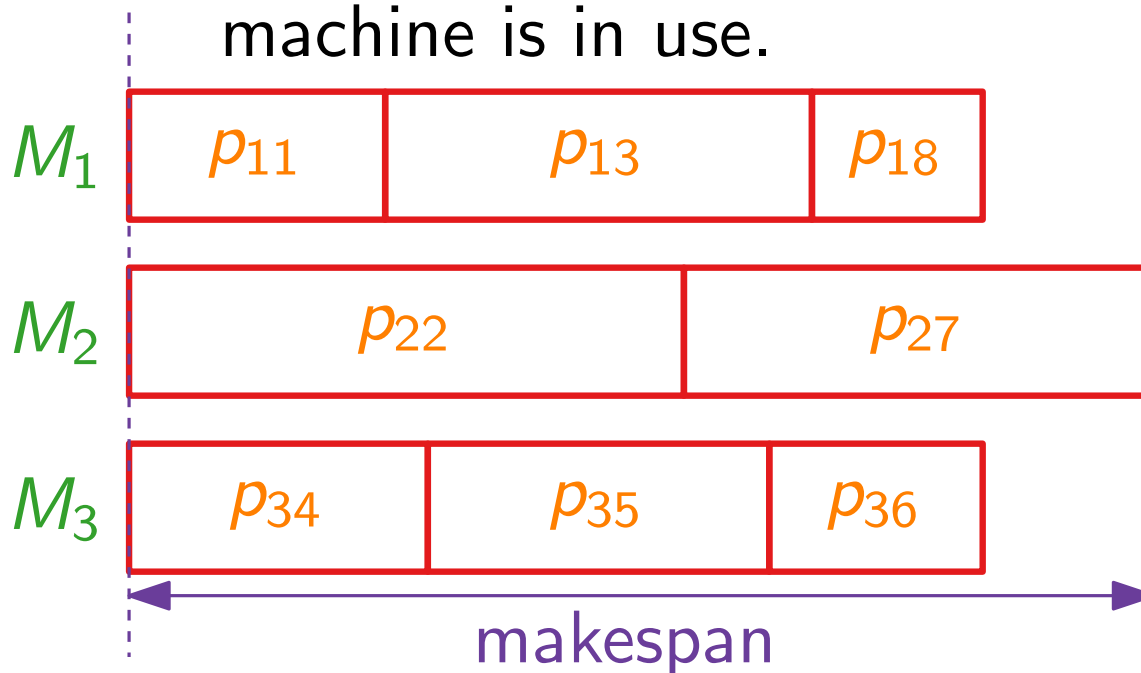 machine is in use.
M₁ p₁₁ p₁₃ p₁₈
M₂ p₂₂ p₂₇
M₃ p₃₄ p₃₅ p₃₆
makespan